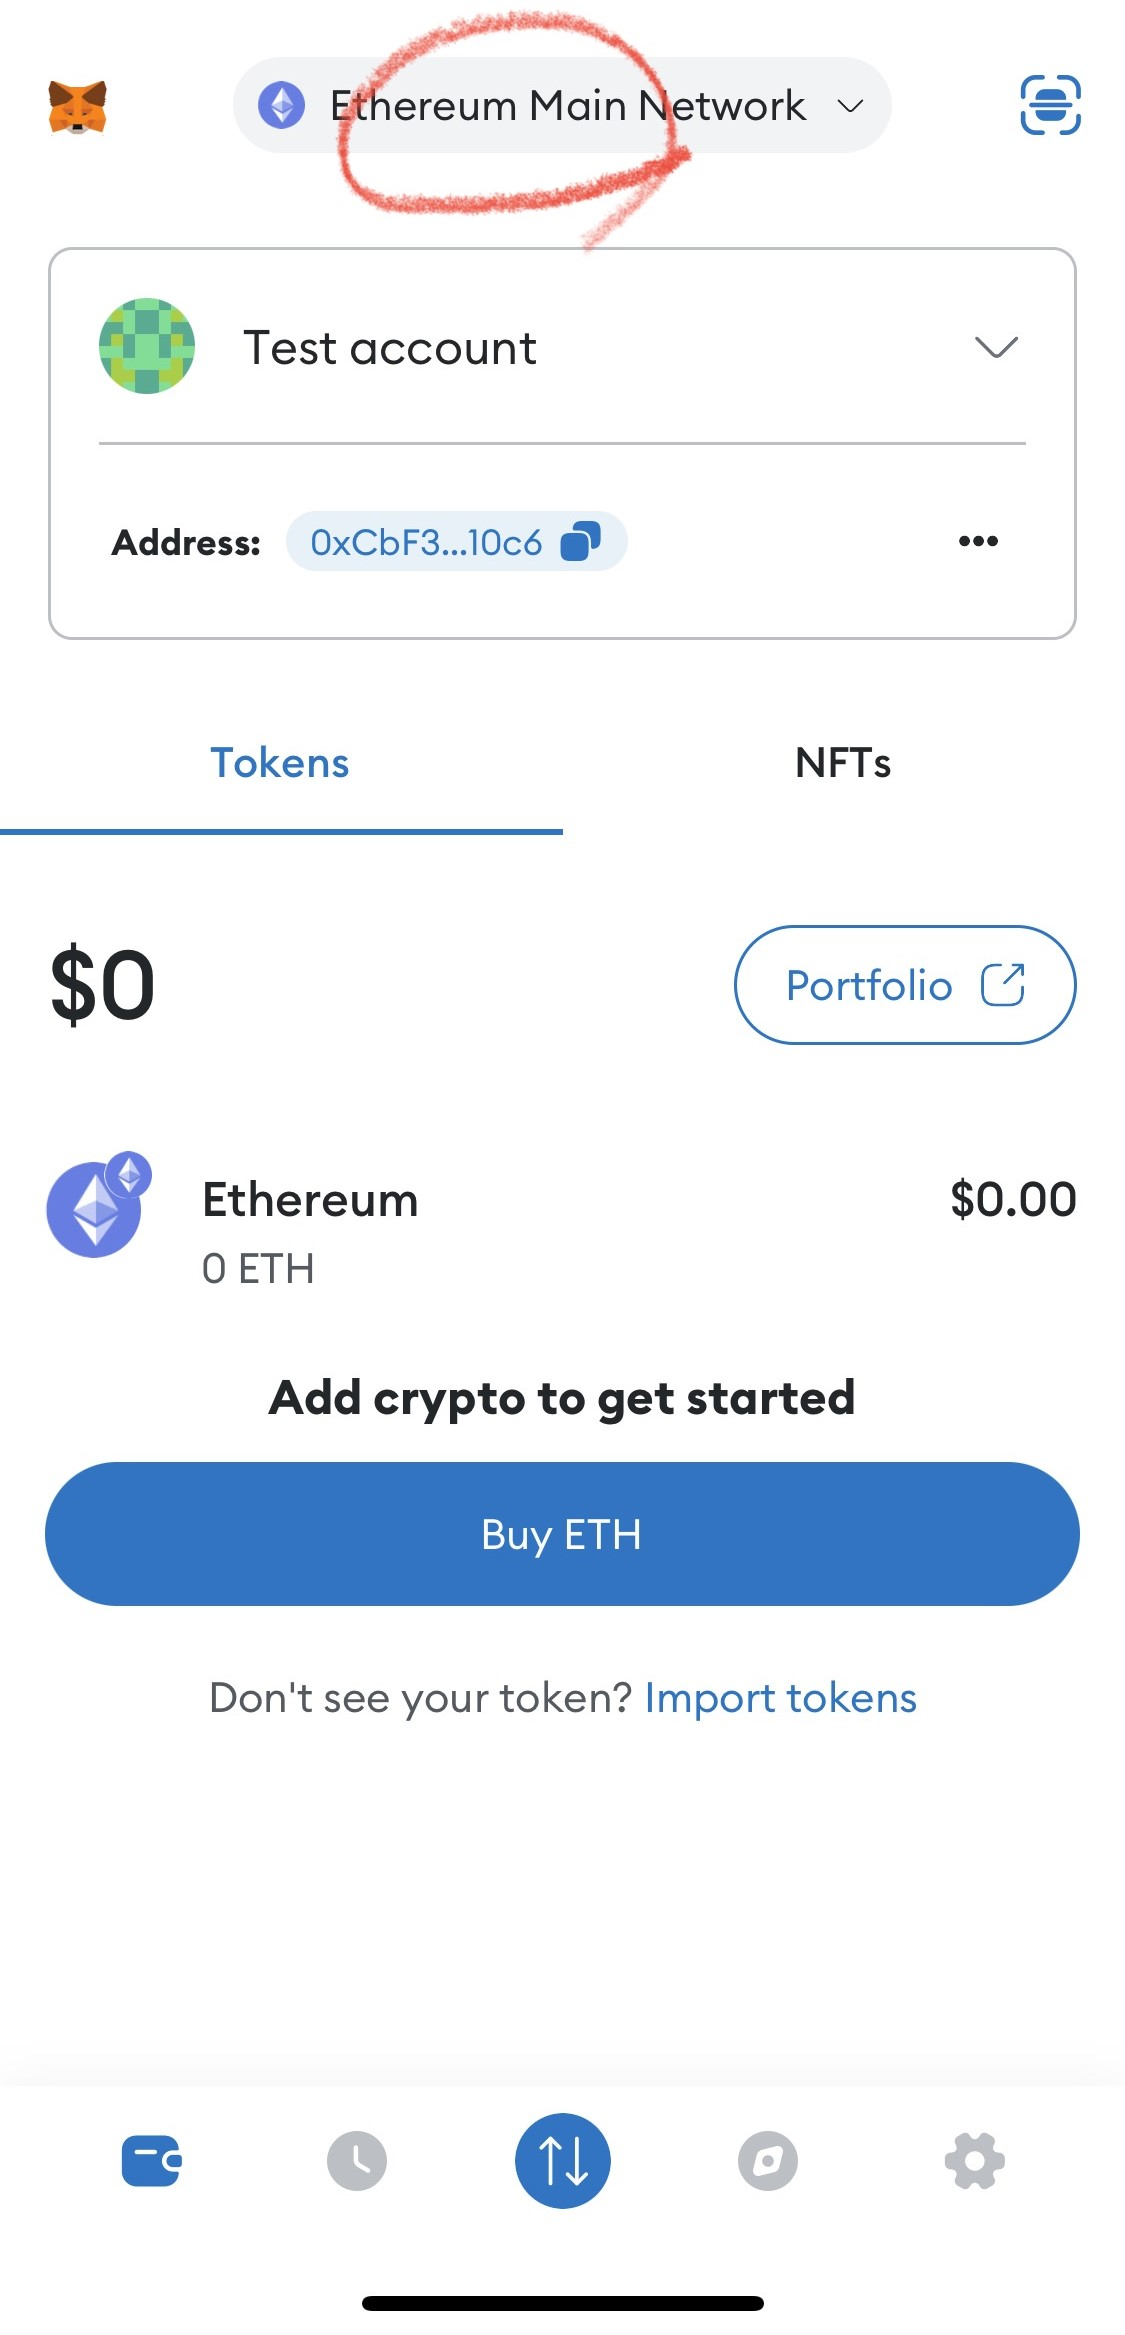 Ethereum Main Network
Test account
Address: 0xCbF3...10c6
Tokens NFTs
$0 Portfolio
Ethereum $0.00
0 ETH
Add crypto to get started
Buy ETH
Don't see your token? Import tokens